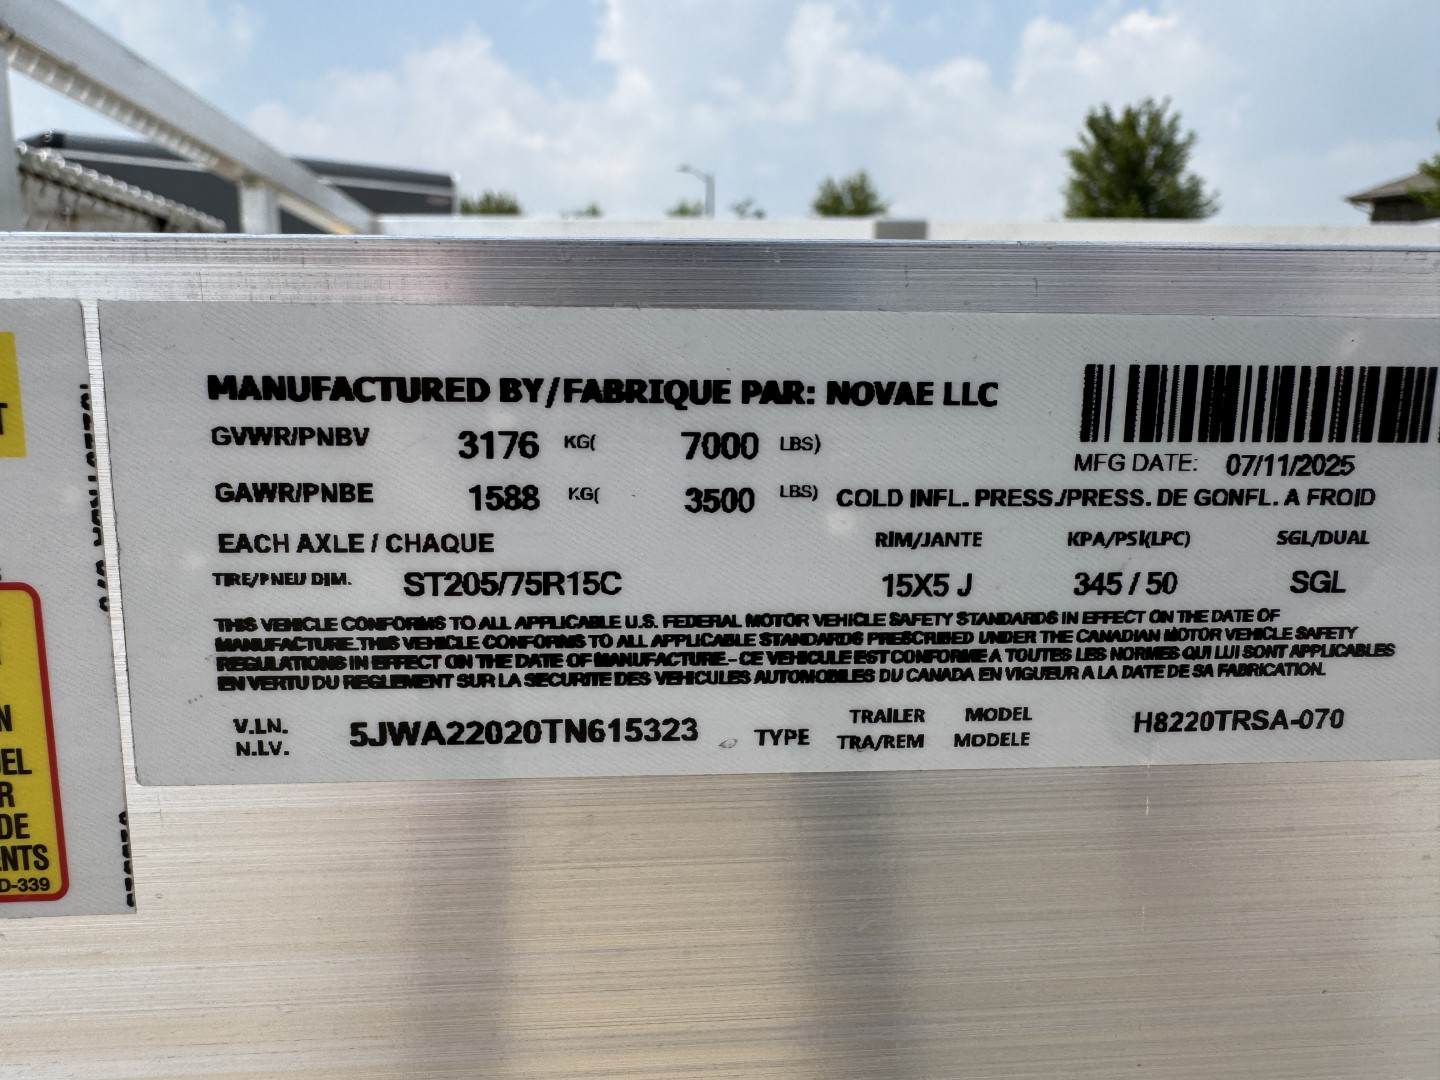 MANUFACTURED BY/FABRIQUE PAR: NOVAE LLC
GVWR/PNBV 3176 KG( 7000 LBS)
MFG DATE: 07/11/2025
GAWR/PNBE 1588 KG( 3500 LBS) COLD INFL. PRESS./PRESS. DE GONFL. A FROID
EACH AXLE / CHAQUE RIM/JANTE KPA/PSI(LPC) SGL/DUAL
TIRE/PNEU DIM. ST205/75R15C 15X5 J 345 / 50 SGL
THIS VEHICLE CONFORMS TO ALL APPLICABLE U.S. FEDERAL MOTOR VEHICLE SAFETY STANDARDS IN EFFECT ON THE DATE OF
MANUFACTURE. THIS VEHICLE CONFORMS TO ALL APPLICABLE STANDARDS PRESCRIBED UNDER THE CANADIAN MOTOR VEHICLE SAFETY
REGULATIONS IN EFFECT ON THE DATE OF MANUFACTURE. - CE VEHICULE EST CONFORME A TOUTES LES NORMES QUI LUI SONT APPLICABLES
EN VERTU DU REGLEMENT SUR LA SECURITE DES VEHICULES AUTOMOBILES DU CANADA EN VIGUEUR A LA DATE DE SA FABRICATION.
V.I.N. 5JWA22020TN615323 TYPE TRAILER MODEL H8220TRSA-070
N.I.V. TRA/REM MODELE
T
N
EL
R
DE
NTS
D-339